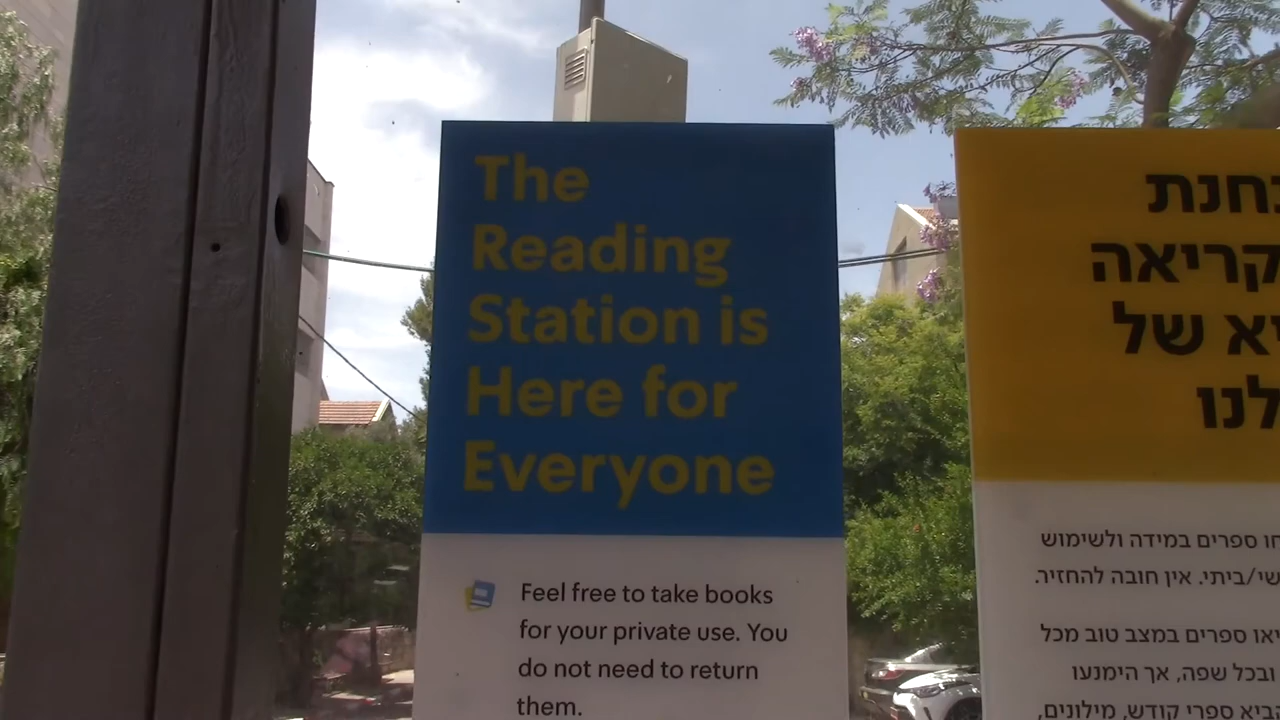 The
Reading
Station is
Here for
Everyone
Feel free to take books
for your private use. You
do not need to return
them.
של
ספרים במידה ולשימוש
אין חובה להחזיר.
ספרים במצב טוב מכל
ובכל שפה, אך הימנעו
ספרי קודש, מילונים,